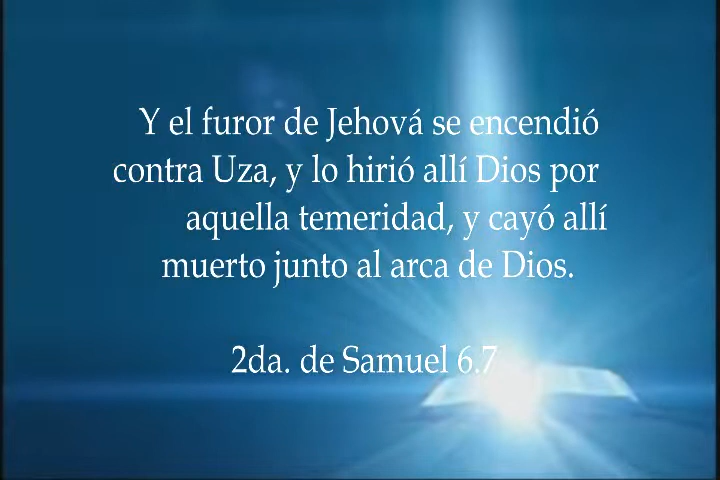 Y el furor de Jehová se encendió
contra Uza, y lo hirió allí Dios por
aquella temeridad, y cayó allí
muerto junto al arca de Dios.
2da. de Samuel 6.7